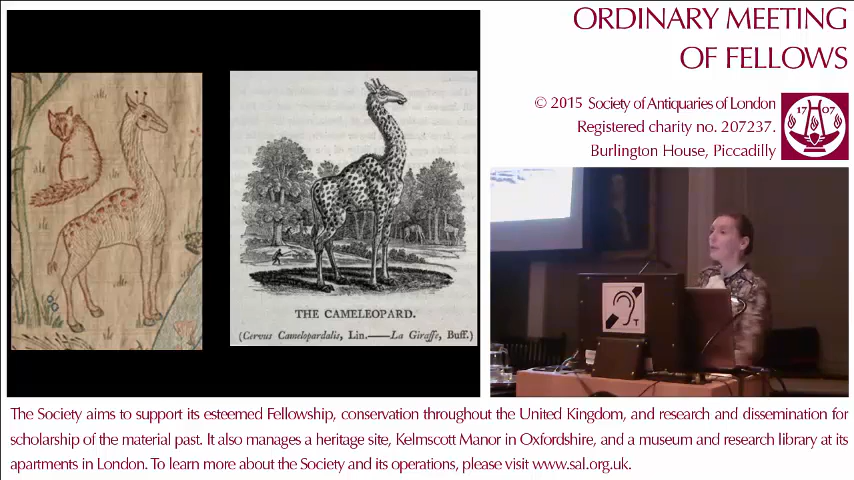 ORDINARY MEETING
OF FELLOWS
© 2015 Society of Antiquaries of London
Registered charity no. 207237.
Burlington House, Piccadilly
17 07
THE CAMELEOPARD.
(Cervus Camelopardalis, Lin.——La Giraffe, Buff.)
T
The Society aims to support its esteemed Fellowship, conservation throughout the United Kingdom, and research and dissemination for
scholarship of the material past. It also manages a heritage site, Kelmscott Manor in Oxfordshire, and a museum and research library at its
apartments in London. To learn more about the Society and its operations, please visit www.sal.org.uk.